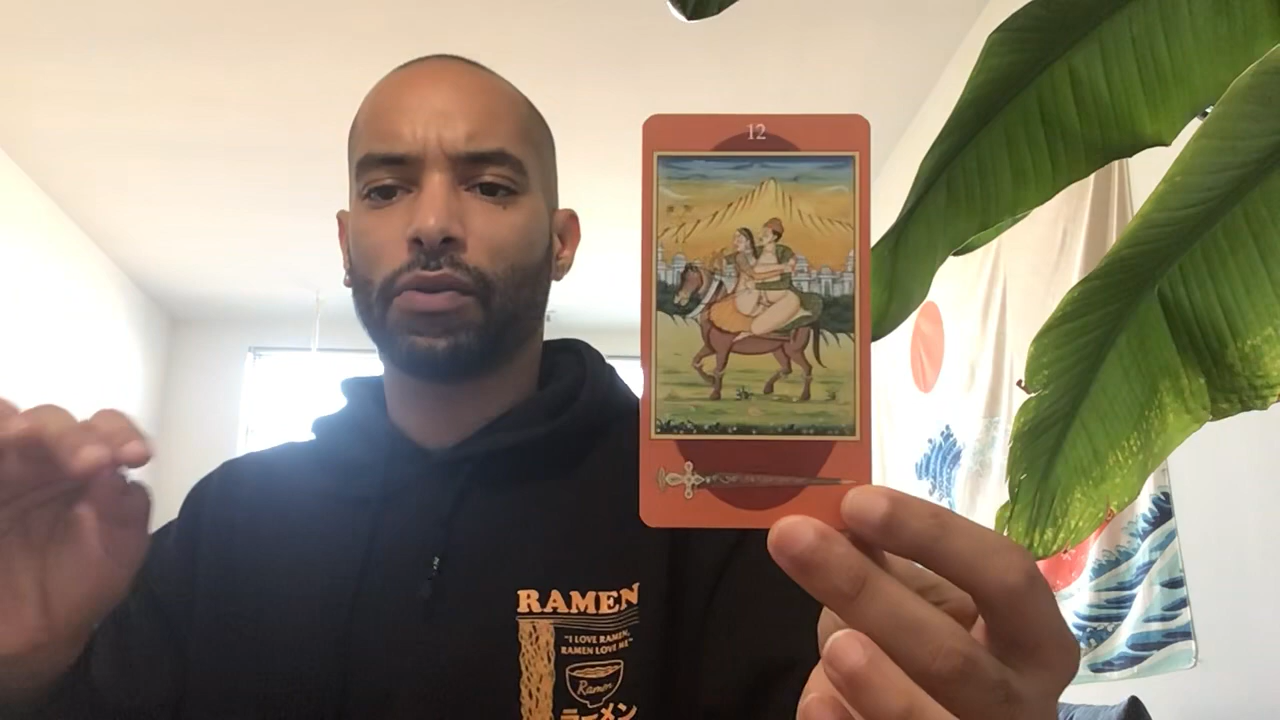 12
RAMEN
"I LOVE RAMEN,
RAMEN LOVE ME"
Ramen
ラーメン